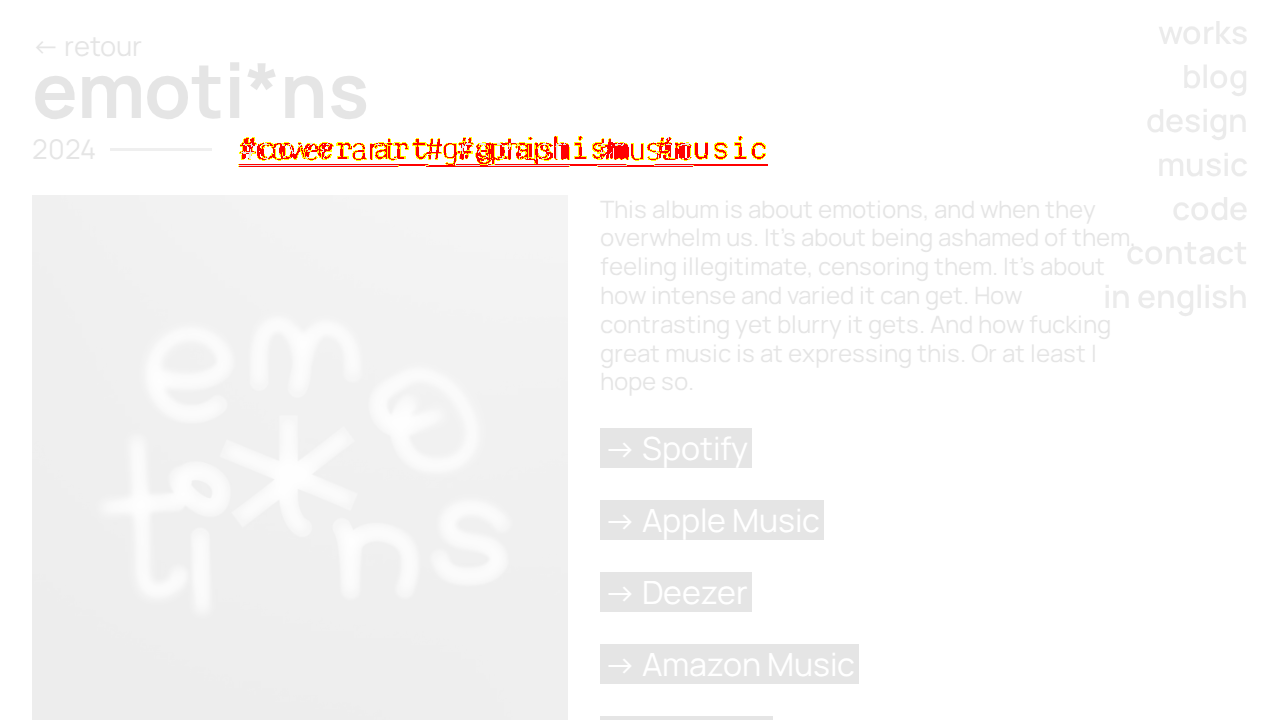 ← retour
emoti*ns
2024
#music
works
blog
design
music
code
contact
in english
em
o
ti*ns
This album is about emotions, and when they
overwhelm us. It's about being ashamed of them,
feeling illegitimate, censoring them. It's about
how intense and varied it can get. How
contrasting yet blurry it gets. And how fucking
great music is at expressing this. Or at least I
hope so.
→ Spotify
→ Apple Music
→ Deezer
→ Amazon Music